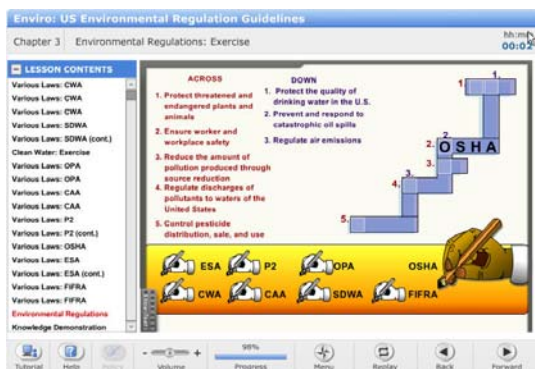 Enviro: US Environmental Regulation Guidelines
Chapter 3 Environmental Regulations: Exercise
hh:mm
00:02
LESSON CONTENTS
Various Laws: CWA
Various Laws: CWA
Various Laws: CWA
Various Laws: SDWA
Various Laws: SDWA (cont.)
Clean Water: Exercise
Various Laws: OPA
Various Laws: OPA
Various Laws: CAA
Various Laws: CAA
Various Laws: P2
Various Laws: P2 (cont.)
Various Laws: OSHA
Various Laws: ESA
Various Laws: ESA (cont.)
Various Laws: FIFRA
Various Laws: FIFRA
Environmental Regulations
Knowledge Demonstration
ACROSS
1. Protect threatened and
endangered plants and
animals
2. Ensure worker and
workplace safety
3. Reduce the amount of
pollution produced through
source reduction
4. Regulate discharges of
pollutants to waters of the
United States
5. Control pesticide
distribution, sale, and use
DOWN
1. Protect the quality of
drinking water in the U.S.
2. Prevent and respond to
catastrophic oil spills
3. Regulate air emissions
1.
1.
2.
2. OSHA
3.
3.
4.
5.
ESA P2 OPA OSHA
CWA CAA SDWA FIFRA
Tutorial Help Policy - + Volume 98% Progress Menu Replay Back Forward